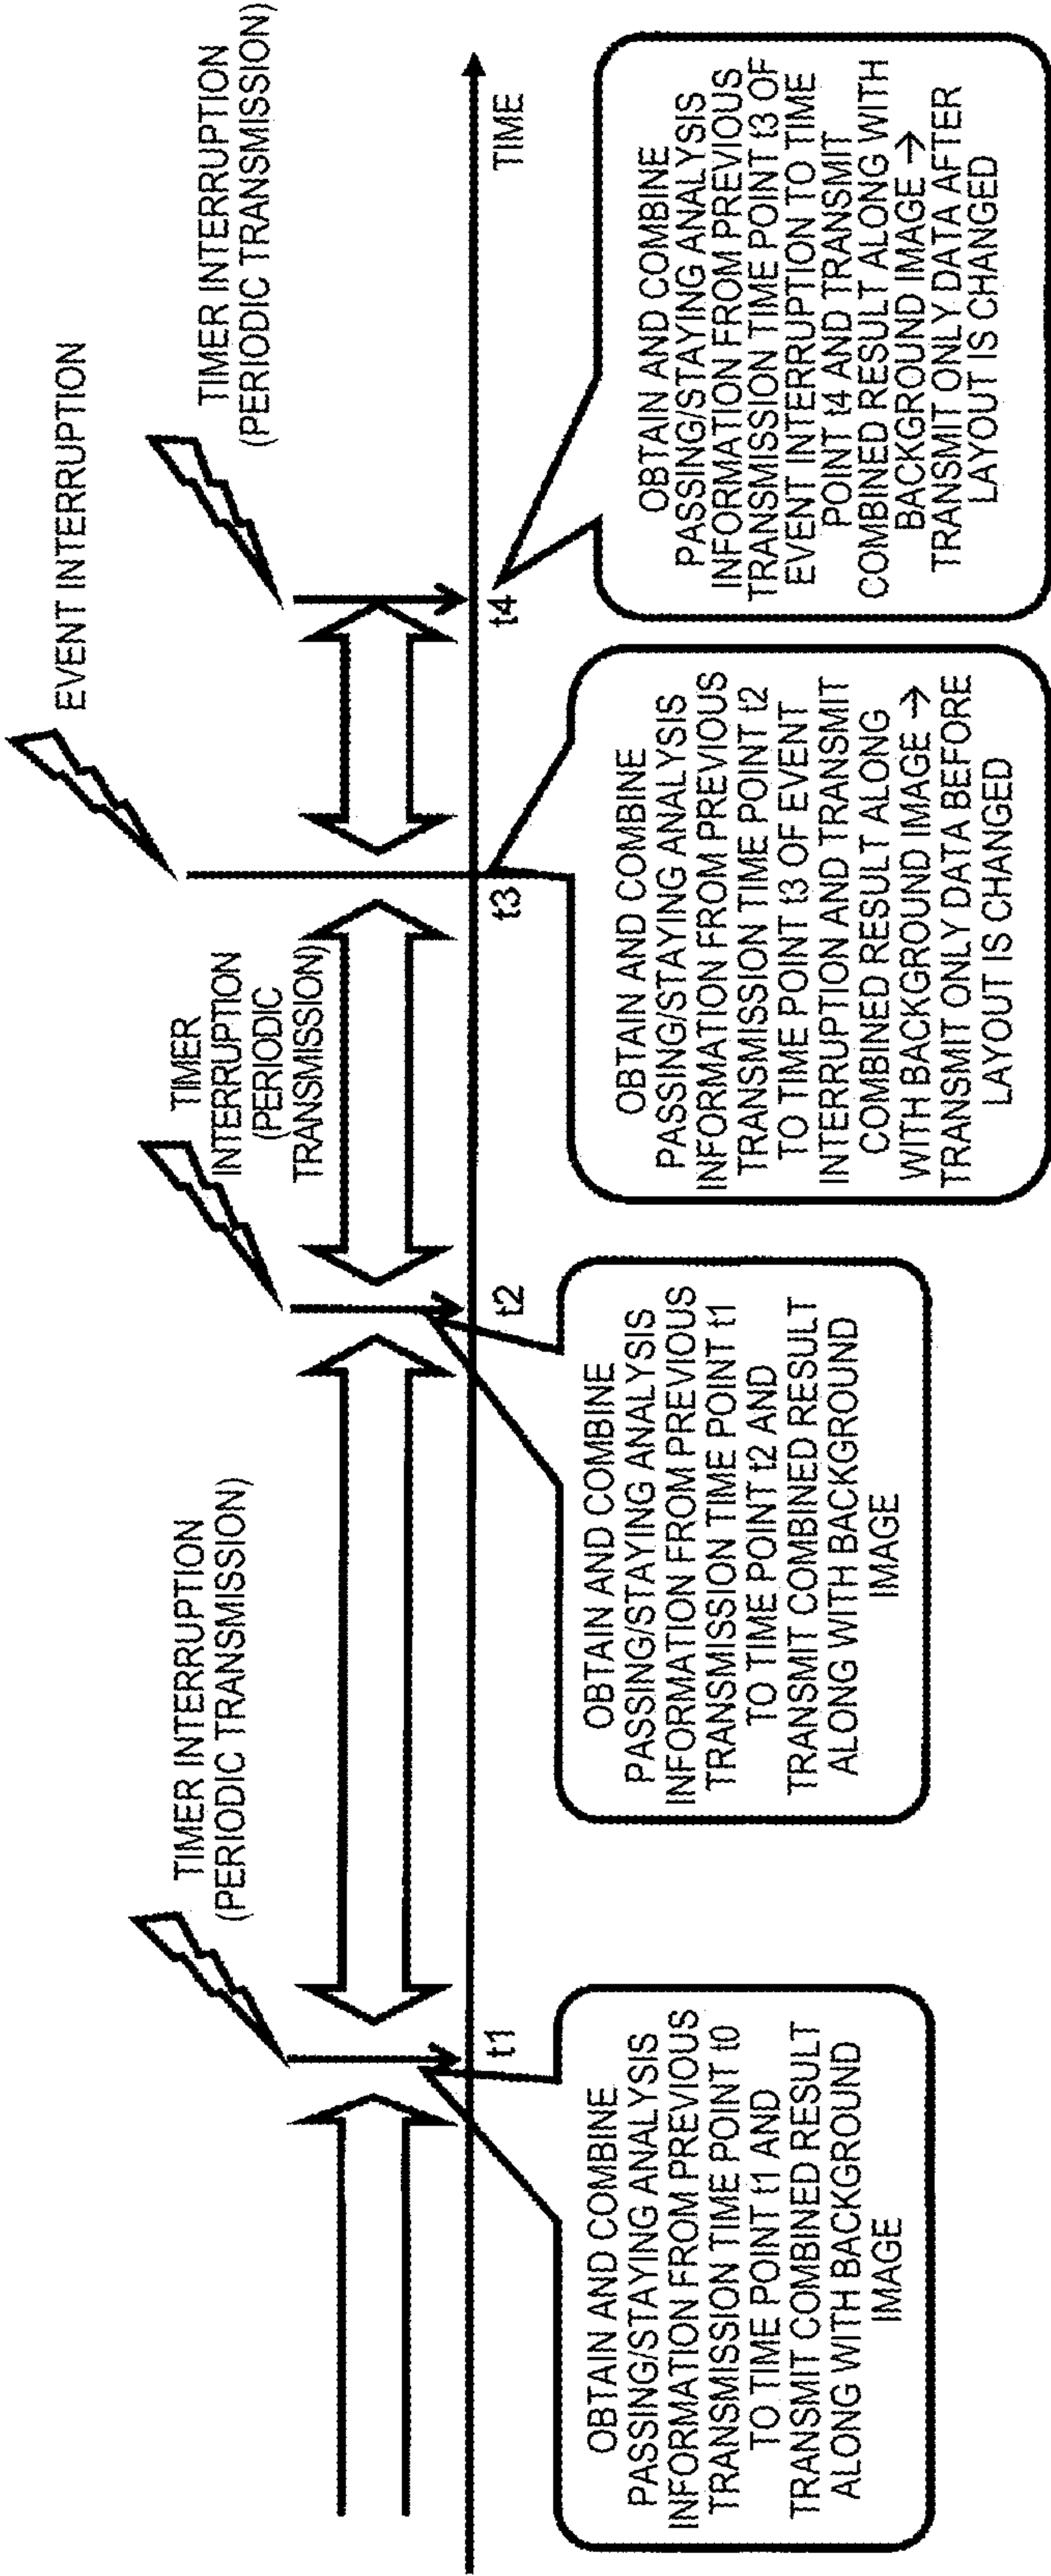 TIMER INTERRUPTION
(PERIODIC TRANSMISSION)
TIMER
INTERRUPTION
(PERIODIC
TRANSMISSION)
EVENT INTERRUPTION
TIMER INTERRUPTION
(PERIODIC TRANSMISSION)
t1
t2
t3
t4
TIME
OBTAIN AND COMBINE
PASSING/STAYING ANALYSIS
INFORMATION FROM PREVIOUS
TRANSMISSION TIME POINT t0
TO TIME POINT t1 AND
TRANSMIT COMBINED RESULT
ALONG WITH BACKGROUND
IMAGE
OBTAIN AND COMBINE
PASSING/STAYING ANALYSIS
INFORMATION FROM PREVIOUS
TRANSMISSION TIME POINT t1
TO TIME POINT t2 AND
TRANSMIT COMBINED RESULT
ALONG WITH BACKGROUND
IMAGE
OBTAIN AND COMBINE
PASSING/STAYING ANALYSIS
INFORMATION FROM PREVIOUS
TRANSMISSION TIME POINT t2
TO TIME POINT t3 OF EVENT
INTERRUPTION AND TRANSMIT
COMBINED RESULT ALONG
WITH BACKGROUND IMAGE →
TRANSMIT ONLY DATA BEFORE
LAYOUT IS CHANGED
OBTAIN AND COMBINE
PASSING/STAYING ANALYSIS
INFORMATION FROM PREVIOUS
TRANSMISSION TIME POINT t3 OF
EVENT INTERRUPTION TO TIME
POINT t4 AND TRANSMIT
COMBINED RESULT ALONG WITH
BACKGROUND IMAGE →
TRANSMIT ONLY DATA AFTER
LAYOUT IS CHANGED